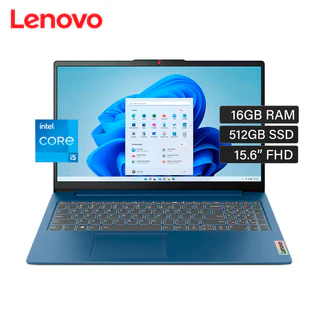 Lenovo
intel
CORE
i5
16GB RAM
512GB SSD
15.6" FHD